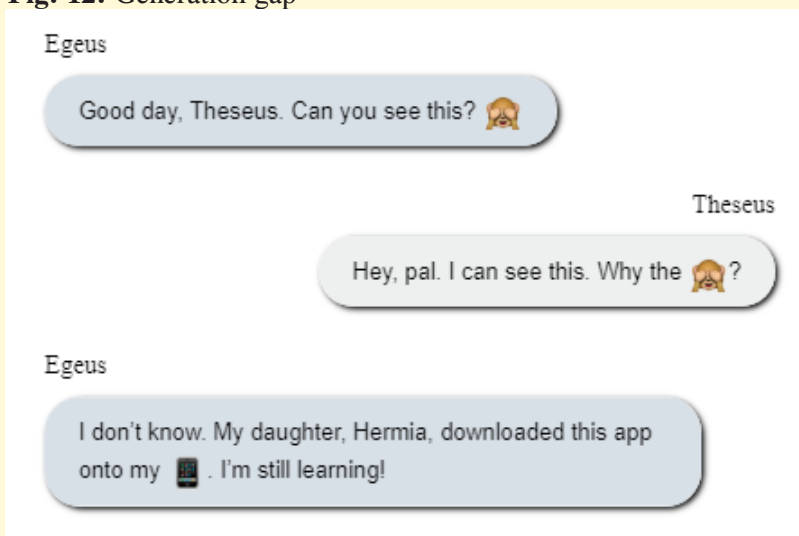 Fig. 12. Generation gap
Egeus
Good day, Theseus. Can you see this? 🙈
Theseus
Hey, pal. I can see this. Why the 🙈?
Egeus
I don’t know. My daughter, Hermia, downloaded this app
onto my 📱. I’m still learning!